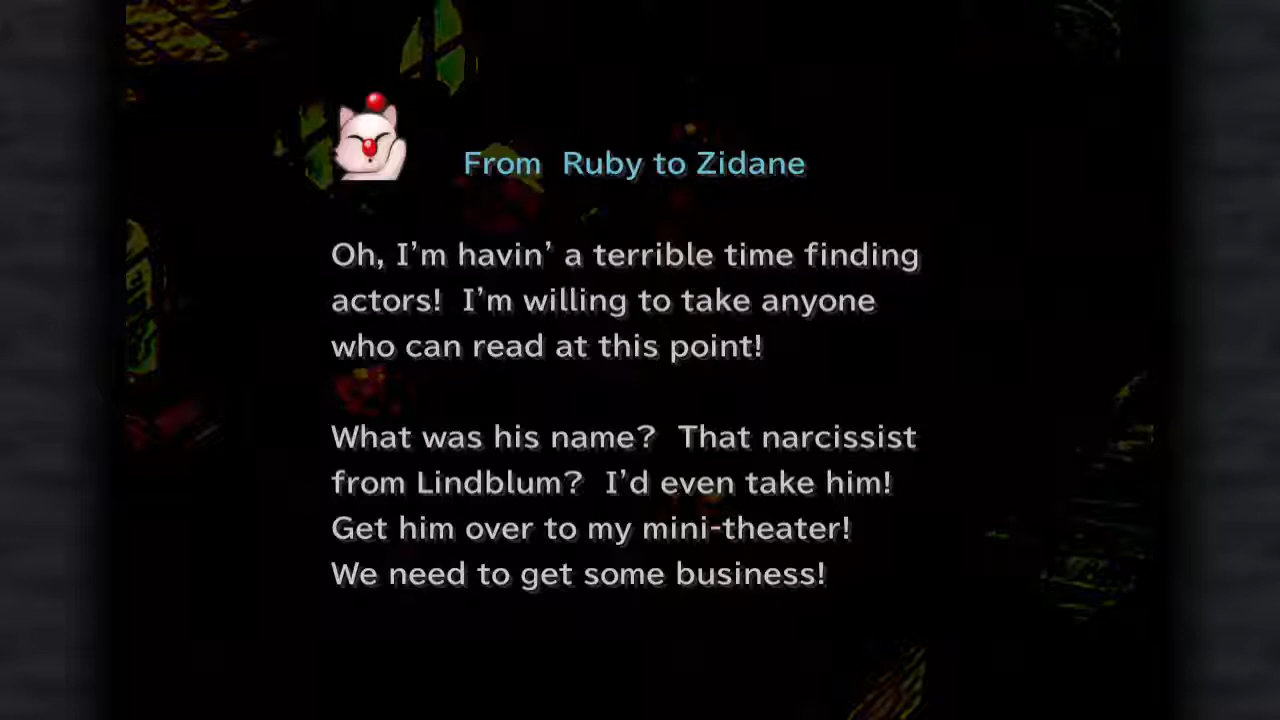 From  Ruby to Zidane
Oh, I'm havin' a terrible time finding
actors!  I'm willing to take anyone
who can read at this point!
What was his name?  That narcissist
from Lindblum?  I'd even take him!
Get him over to my mini-theater!
We need to get some business!